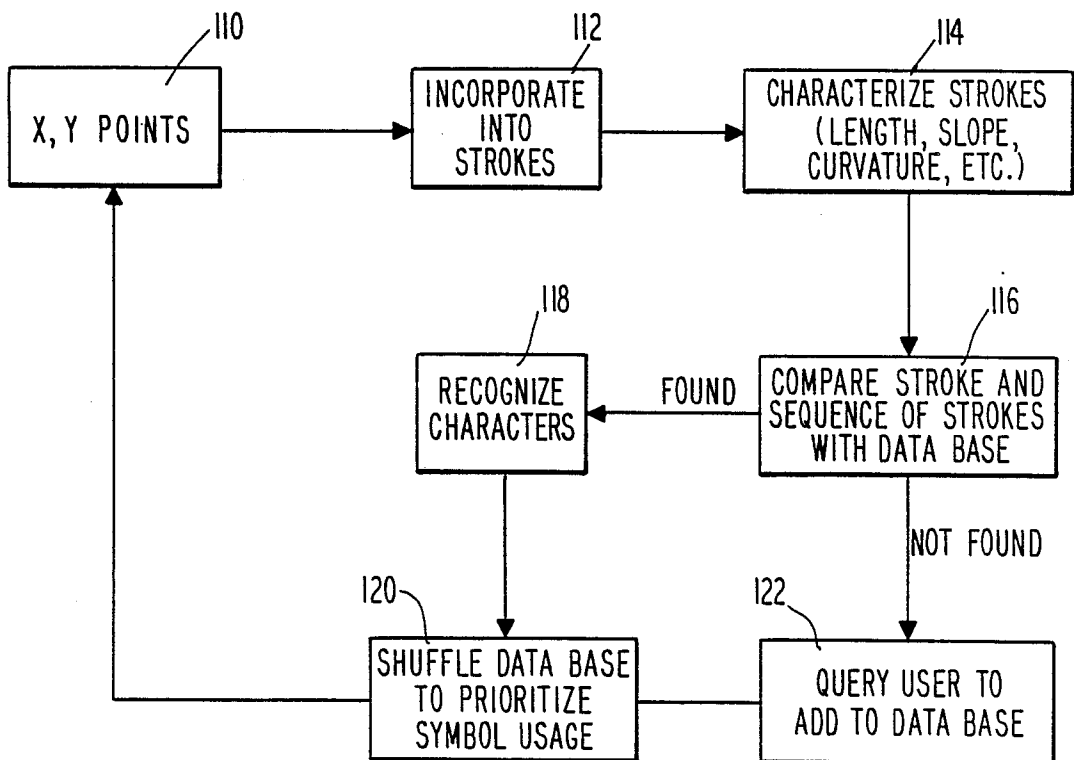 110
X, Y POINTS
112
INCORPORATE
INTO
STROKES
114
CHARACTERIZE STROKES
(LENGTH, SLOPE,
CURVATURE, ETC.)
116
COMPARE STROKE AND
SEQUENCE OF STROKES
WITH DATA BASE
FOUND
118
RECOGNIZE
CHARACTERS
NOT FOUND
120
SHUFFLE DATA BASE
TO PRIORITIZE
SYMBOL USAGE
122
QUERY USER TO
ADD TO DATA BASE